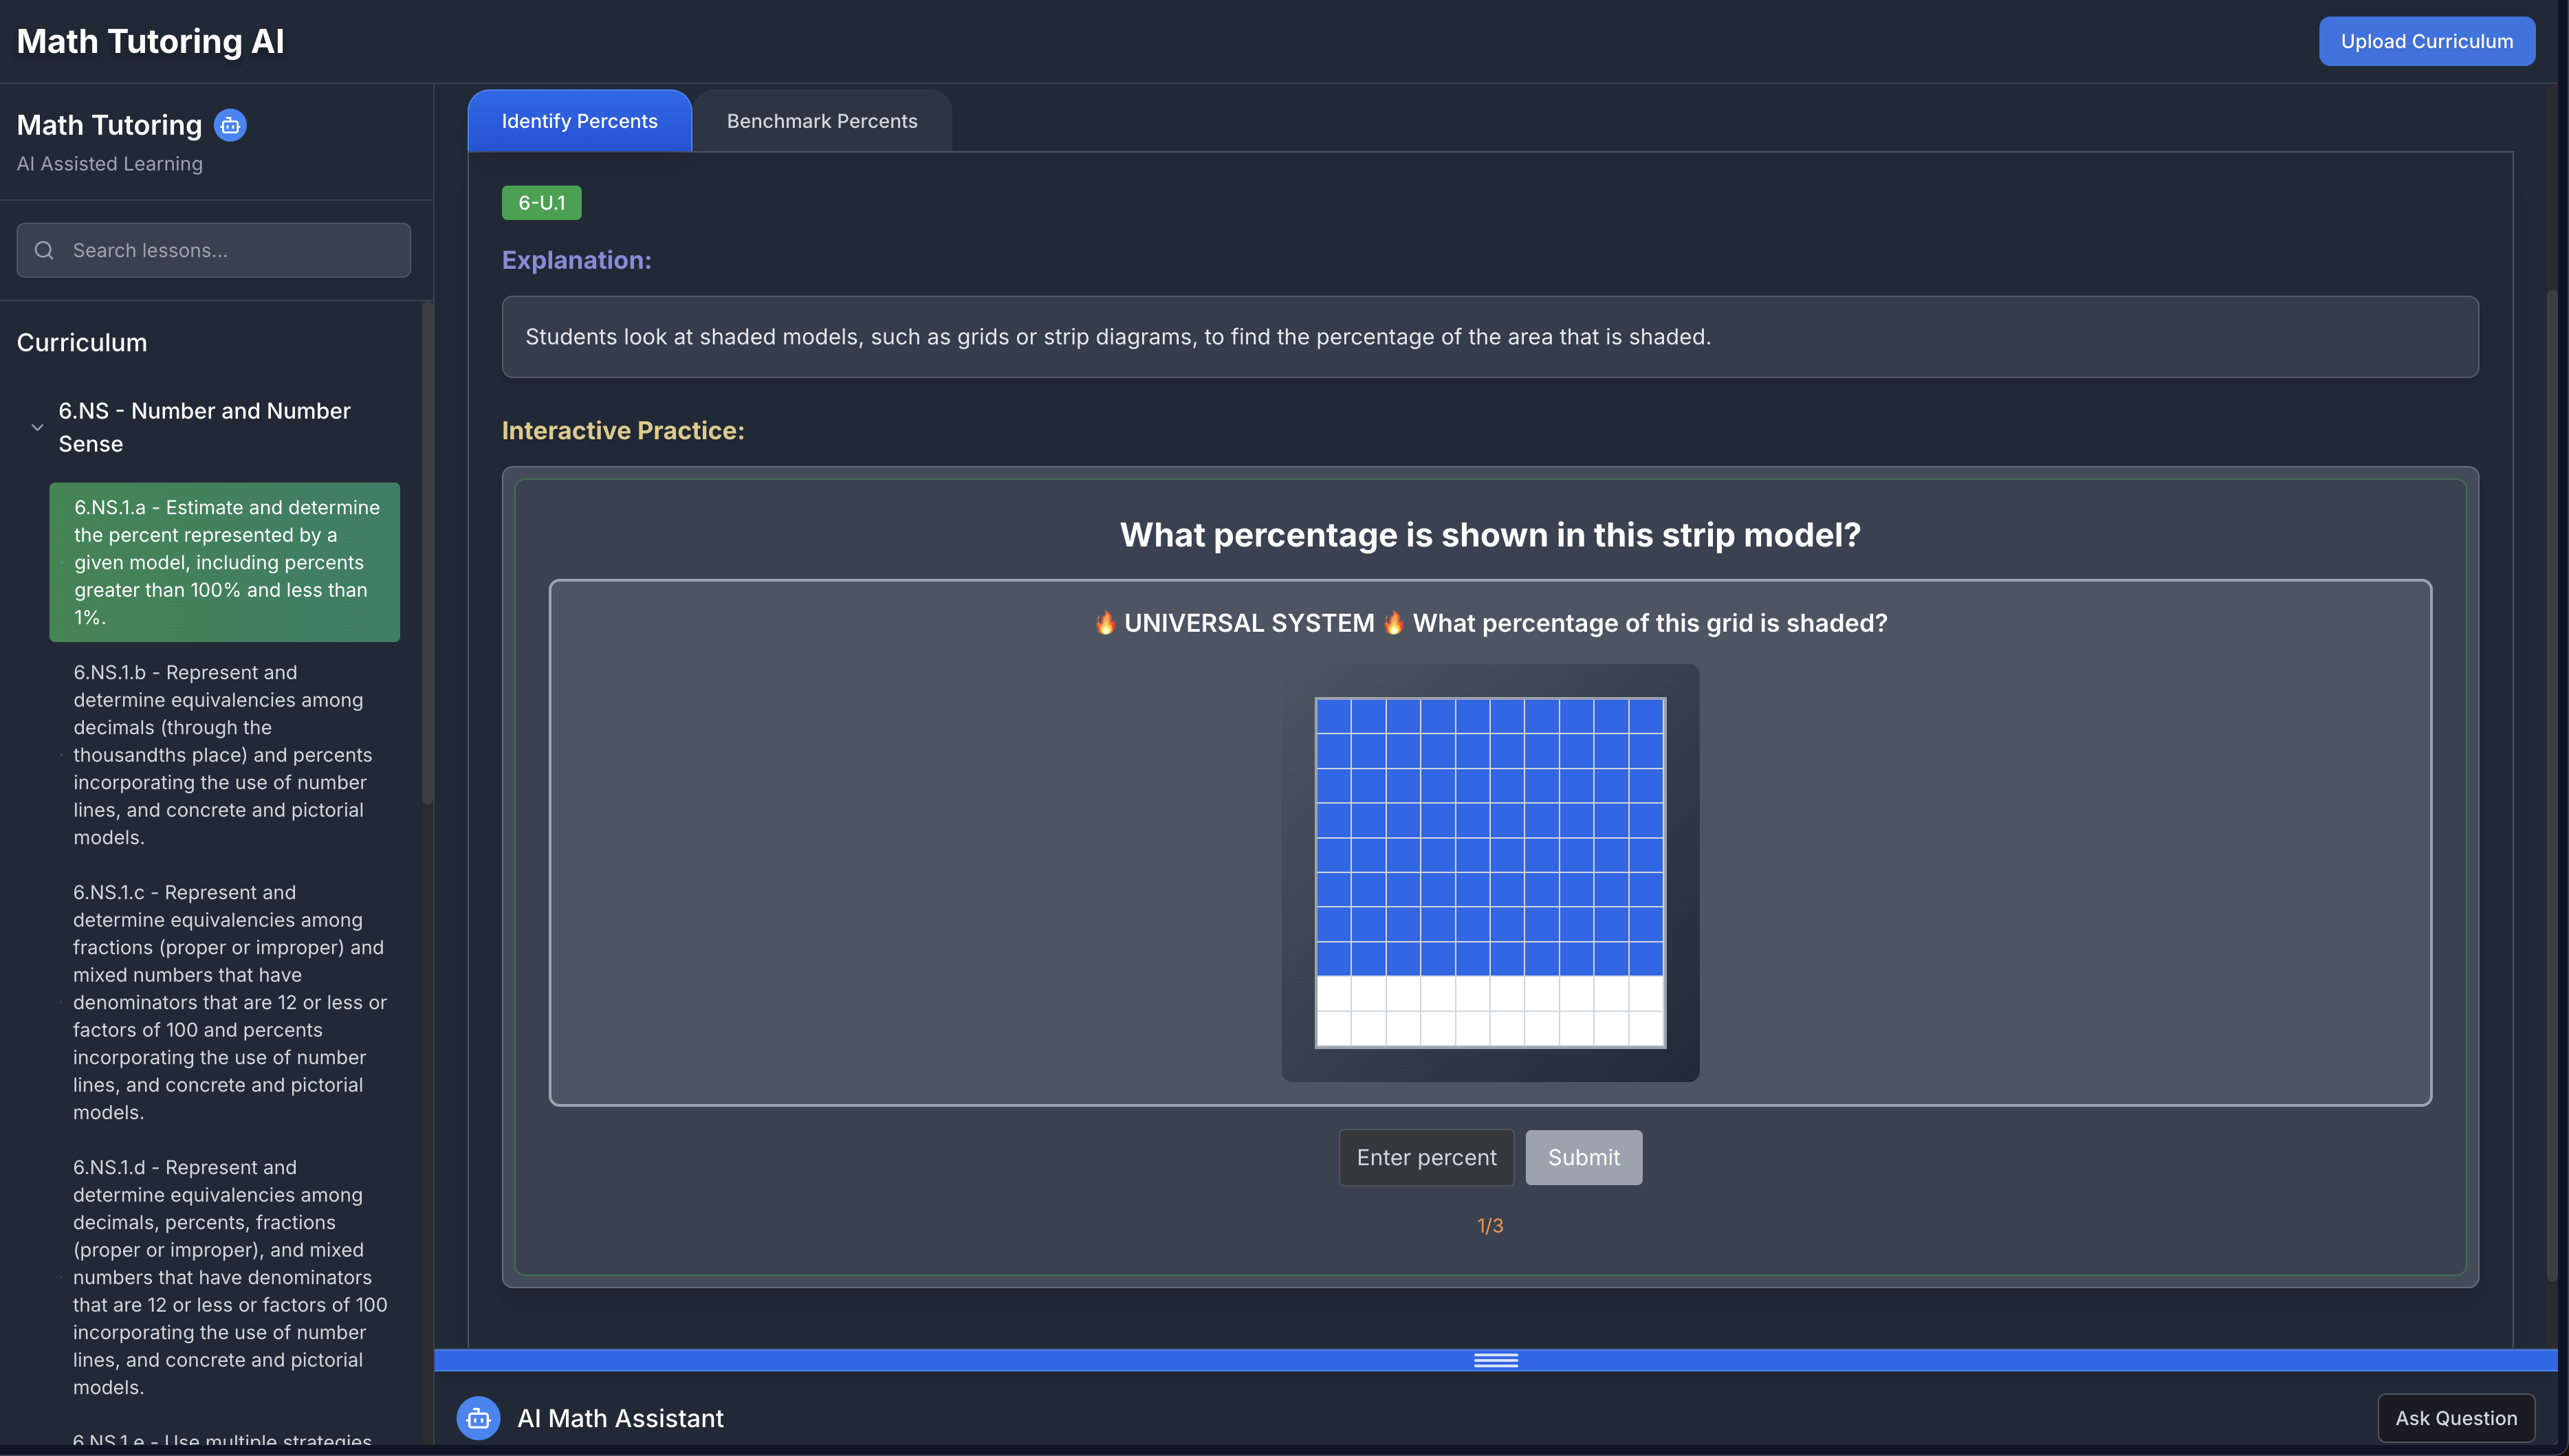 Math Tutoring AI
Upload Curriculum
Math Tutoring
AI Assisted Learning
Search lessons...
Curriculum
6.NS - Number and Number
Sense
6.NS.1.a - Estimate and determine
the percent represented by a
given model, including percents
greater than 100% and less than
1%.
6.NS.1.b - Represent and
determine equivalencies among
decimals (through the
thousandths place) and percents
incorporating the use of number
lines, and concrete and pictorial
models.
6.NS.1.c - Represent and
determine equivalencies among
fractions (proper or improper) and
mixed numbers that have
denominators that are 12 or less or
factors of 100 and percents
incorporating the use of number
lines, and concrete and pictorial
models.
6.NS.1.d - Represent and
determine equivalencies among
decimals, percents, fractions
(proper or improper), and mixed
numbers that have denominators
that are 12 or less or factors of 100
incorporating the use of number
lines, and concrete and pictorial
models.
6.NS.1.e - Use multiple strategies
Identify Percents
Benchmark Percents
6-U.1
Explanation:
Students look at shaded models, such as grids or strip diagrams, to find the percentage of the area that is shaded.
Interactive Practice:
What percentage is shown in this strip model?
🔥 UNIVERSAL SYSTEM 🔥 What percentage of this grid is shaded?
Enter percent
Submit
1/3
AI Math Assistant
Ask Question